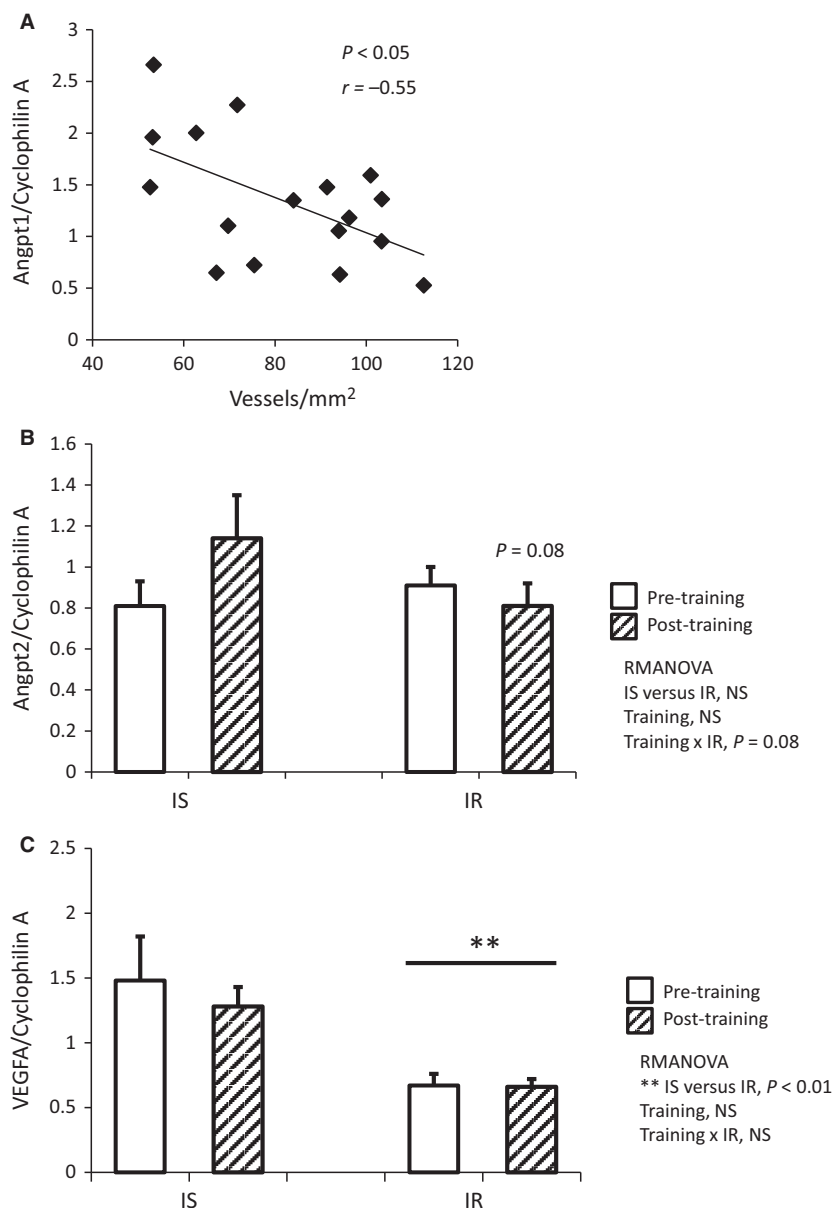 A
Angpt1/Cyclophilin A
3
2.5
2
1.5
1
0.5
0
P < 0.05
r = –0.55
40 60 80 100 120
Vessels/mm²
B
Angpt2/Cyclophilin A
1.6
1.4
1.2
1
0.8
0.6
0.4
0.2
0
P = 0.08
IS IR
Pre-training
Post-training
RMANOVA
IS versus IR, NS
Training, NS
Training x IR, P = 0.08
C
VEGFA/Cyclophilin A
2.5
2
1.5
1
0.5
0
**
IS IR
Pre-training
Post-training
RMANOVA
** IS versus IR, P < 0.01
Training, NS
Training x IR, NS